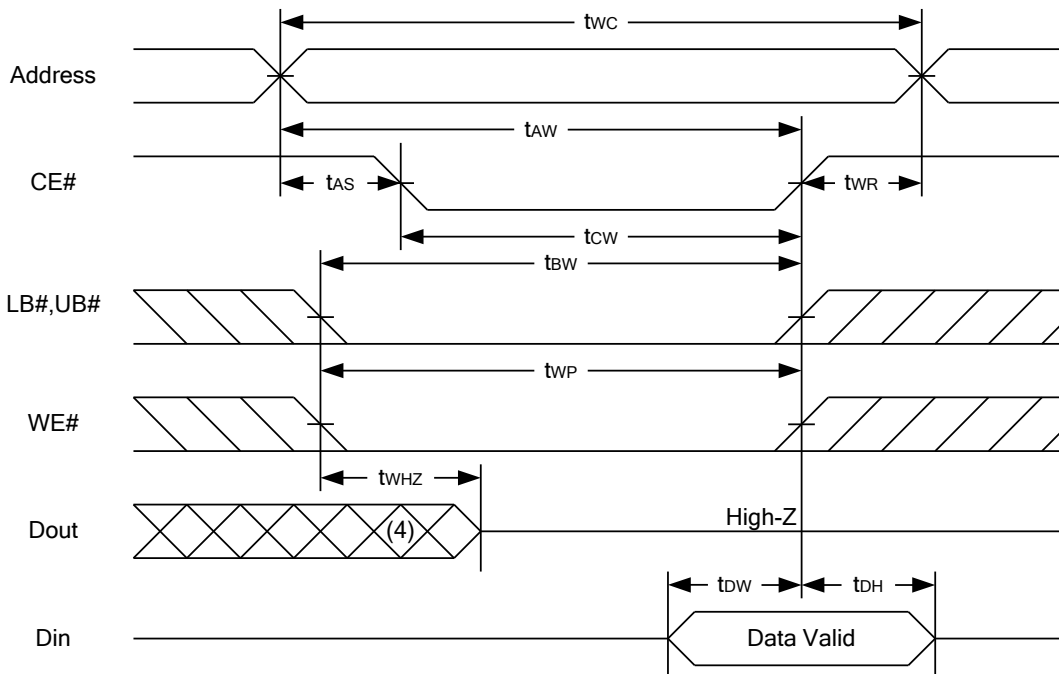 tWC
Address
tAW
CE#
tAS
tWR
tCW
tBW
LB#,UB#
tWP
WE#
tWHZ
Dout
(4)
High-Z
tDW
tDH
Din
Data Valid